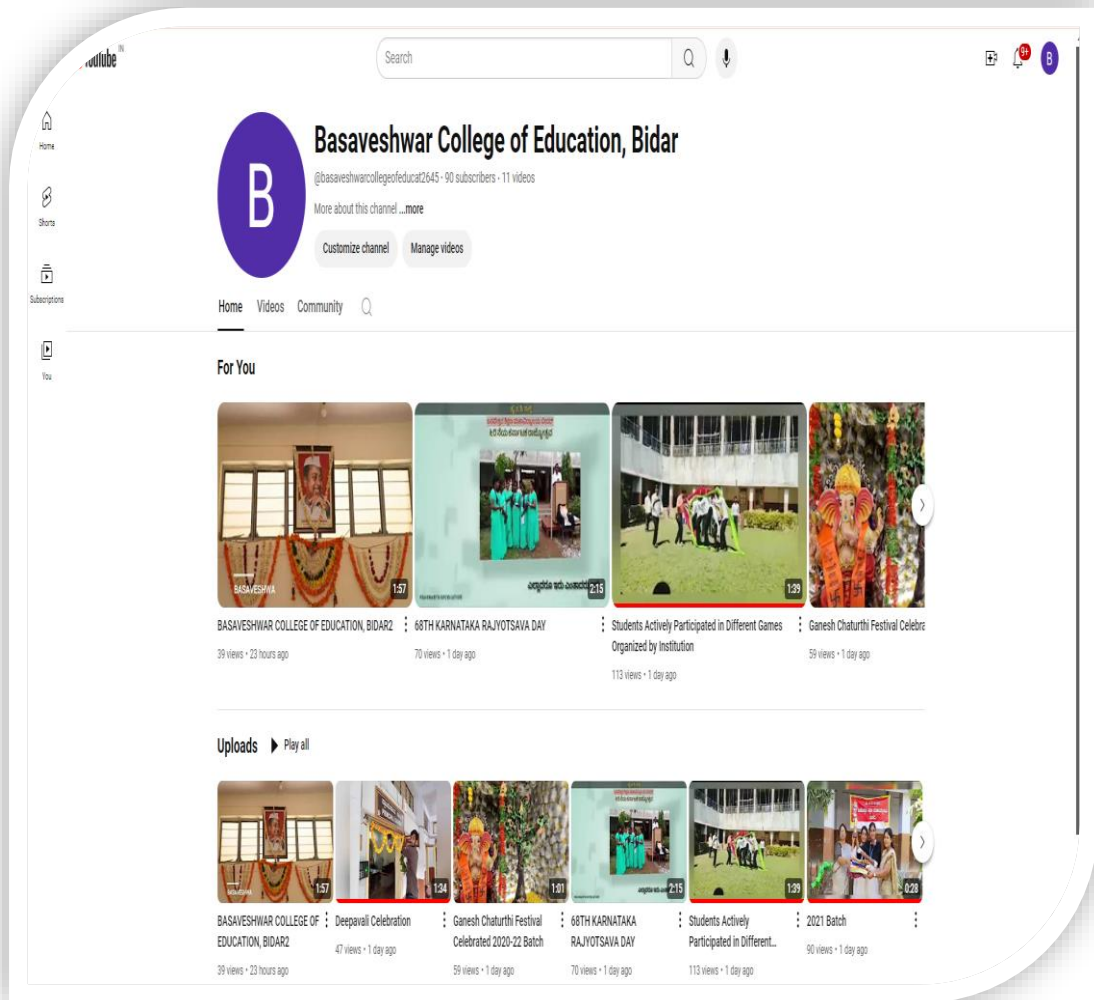 YouTube IN
Search
9+
B
Home
Shorts
Subscriptions
You
B
Basaveshwar College of Education, Bidar
@basaveshwarcollegeofeducat2645 · 90 subscribers · 11 videos
More about this channel ...more
Customize channel Manage videos
Home Videos Community
For You
BASAVESHWA
1:57
2:15
1:39
BASAVESHWAR COLLEGE OF EDUCATION, BIDAR2
39 views • 23 hours ago
68TH KARNATAKA RAJYOTSAVA DAY
70 views • 1 day ago
Students Actively Participated in Different Games
Organized by Institution
113 views • 1 day ago
Ganesh Chaturthi Festival Celebra
59 views • 1 day ago
Uploads Play all
1:57
1:34
1:01
2:15
1:39
0:28
BASAVESHWAR COLLEGE OF
EDUCATION, BIDAR2
39 views • 23 hours ago
Deepavali Celebration
47 views • 1 day ago
Ganesh Chaturthi Festival
Celebrated 2020-22 Batch
59 views • 1 day ago
68TH KARNATAKA
RAJYOTSAVA DAY
70 views • 1 day ago
Students Actively
Participated in Different...
113 views • 1 day ago
2021 Batch
90 views • 1 day ago